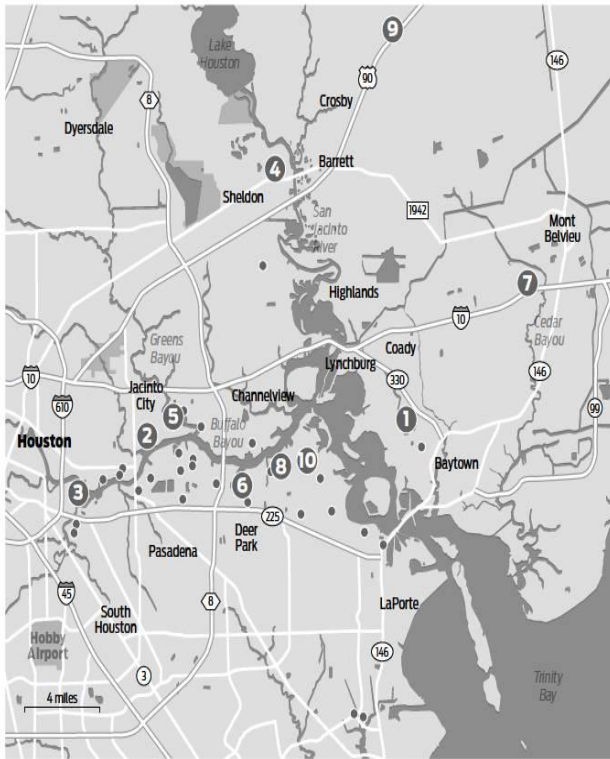 9
Lake
Houston
146
90
8
Crosby
Dyersdale
4
Barrett
Sheldon
San
Jacinto
River
1942
Mont
Belvieu
7
Highlands
10
Cedar
Bayou
Greens
Bayou
Coady
Lynchburg
10
330
146
Jacinto
City
Channelview
610
99
5
1
Buffalo
Bayou
2
Houston
Baytown
8
10
6
3
225
Deer
Park
Pasadena
45
8
LaPorte
South
Houston
Hobby
Airport
146
3
Trinity
Bay
4 miles